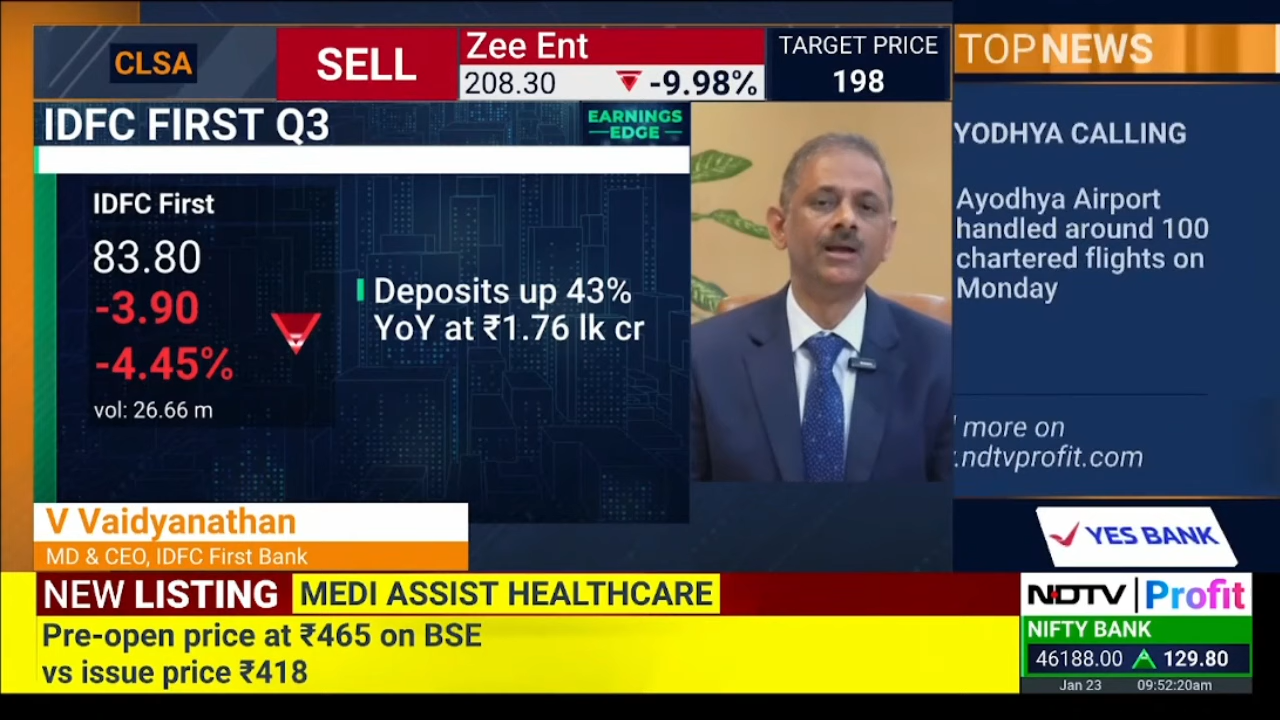 CLSA
SELL
Zee Ent
208.30 -9.98%
TARGET PRICE
198
TOP NEWS
IDFC FIRST Q3
EARNINGS
EDGE
IDFC First
83.80
-3.90
-4.45%
vol: 26.66 m
Deposits up 43%
YoY at ₹1.76 lk cr
YODHYA CALLING
Ayodhya Airport
handled around 100
chartered flights on
Monday
more on
.ndtvprofit.com
V Vaidyanathan
MD & CEO, IDFC First Bank
YES BANK
NEW LISTING MEDI ASSIST HEALTHCARE
Pre-open price at ₹465 on BSE
vs issue price ₹418
NDTV Profit
NIFTY BANK
46188.00 129.80
Jan 23 09:52:20am